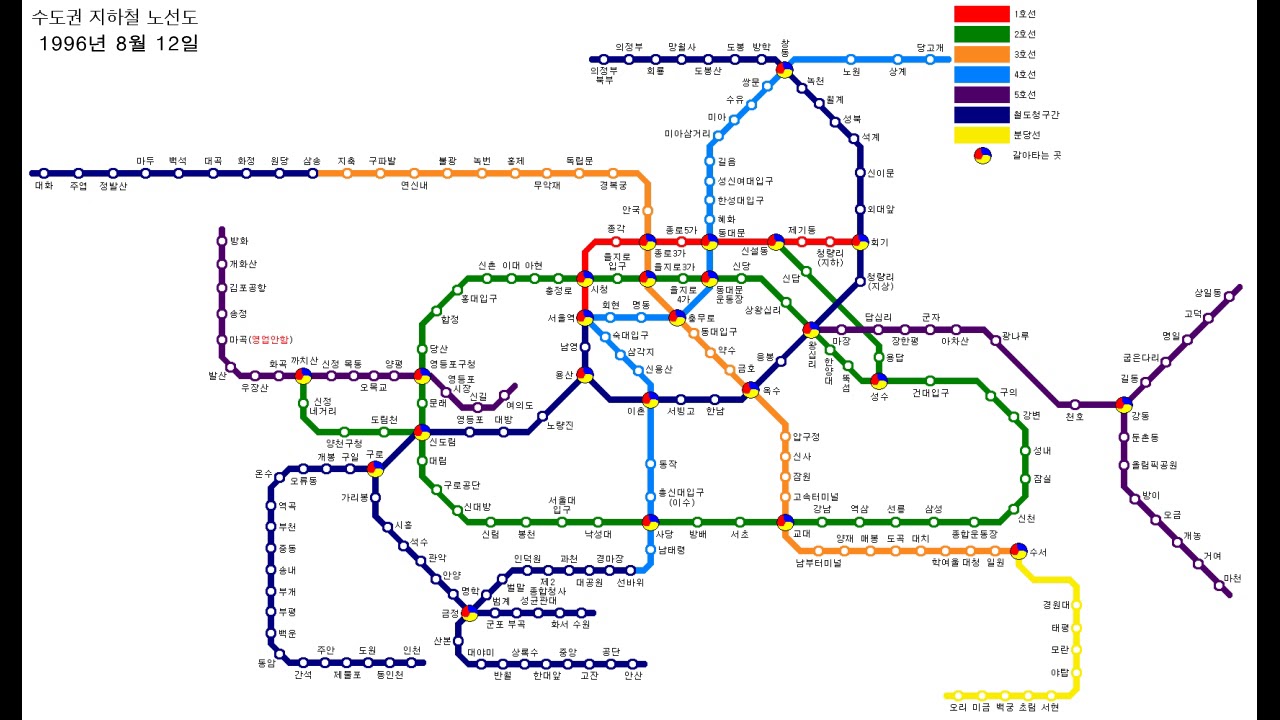 수도권 지하철 노선도
1996년 8월 12일
1호선
2호선
3호선
4호선
5호선
철도청구간
분당선
갈아타는 곳
의정부 망월사 도봉 방학 창동
의정부북부 회룡 도봉산
당고개
노원 상계
쌍문 녹천
수유 월계
미아 성북
미아삼거리 석계
길음 신이문
성신여대입구
한성대입구 외대앞
혜화
마두 백석 대곡 화정 원당 삼송 지축 구파발 불광 녹번 홍제 독립문
대화 주엽 정발산 연신내 무악재 경복궁
안국
종각 종로5가 동대문 제기동
종로3가 신설동 청량리(지하) 회기
을지로입구 을지로3가 신당 신답 청량리(지상)
신촌 이대 아현
홍대입구 충정로 시청 을지로4가 동대문운동장
합정 서울역 회현 명동 충무로 상왕십리
당산 숙대입구 동대입구
남영 삼각지 약수 응봉
용산 신용산 금호 옥수
이촌 서빙고 한남
왕십리 마장 답십리 장한평 군자 아차산 광나루
한양대 용답
뚝섬 성수 건대입구 구의
강변
성내
잠실
신천
방화
개화산
김포공항
송정
마곡(영업안함)
발산
우장산
화곡 까치산 신정 목동 오목교 양평 영등포구청
영등포시장
신길
여의도
신정네거리
양천구청 도림천 신도림
문래
영등포 대방 노량진
대림
구로공단
신대방
신림 봉천 서울대입구 낙성대 사당 방배 서초 교대 강남 역삼 선릉 삼성 종합운동장
동작
총신대입구(이수)
남태령
압구정
신사
잠원
고속터미널
남부터미널 양재 매봉 도곡 대치 학여울 대청 일원 수서
경원대
태평
모란
야탑
오리 미금 백궁 초림 서현
상일동
고덕
명일
굽은다리
길동
천호 강동
둔촌동
올림픽공원
방이
오금
개농
거여
마천
구로
온수 오류동 개봉 구일
역곡
부천
중동
송내
부개
부평
백운
동암
간석 주안 제물포 도원 동인천 인천
가리봉
시흥
석수
관악
안양
명학
금정
군포 부곡 성균관대 화서 수원
범계
벌말
인덕원 제2종합청사 과천 대공원 경마장 선바위
산본
대야미 반월 상록수 한대앞 중앙 고잔 공단 안산